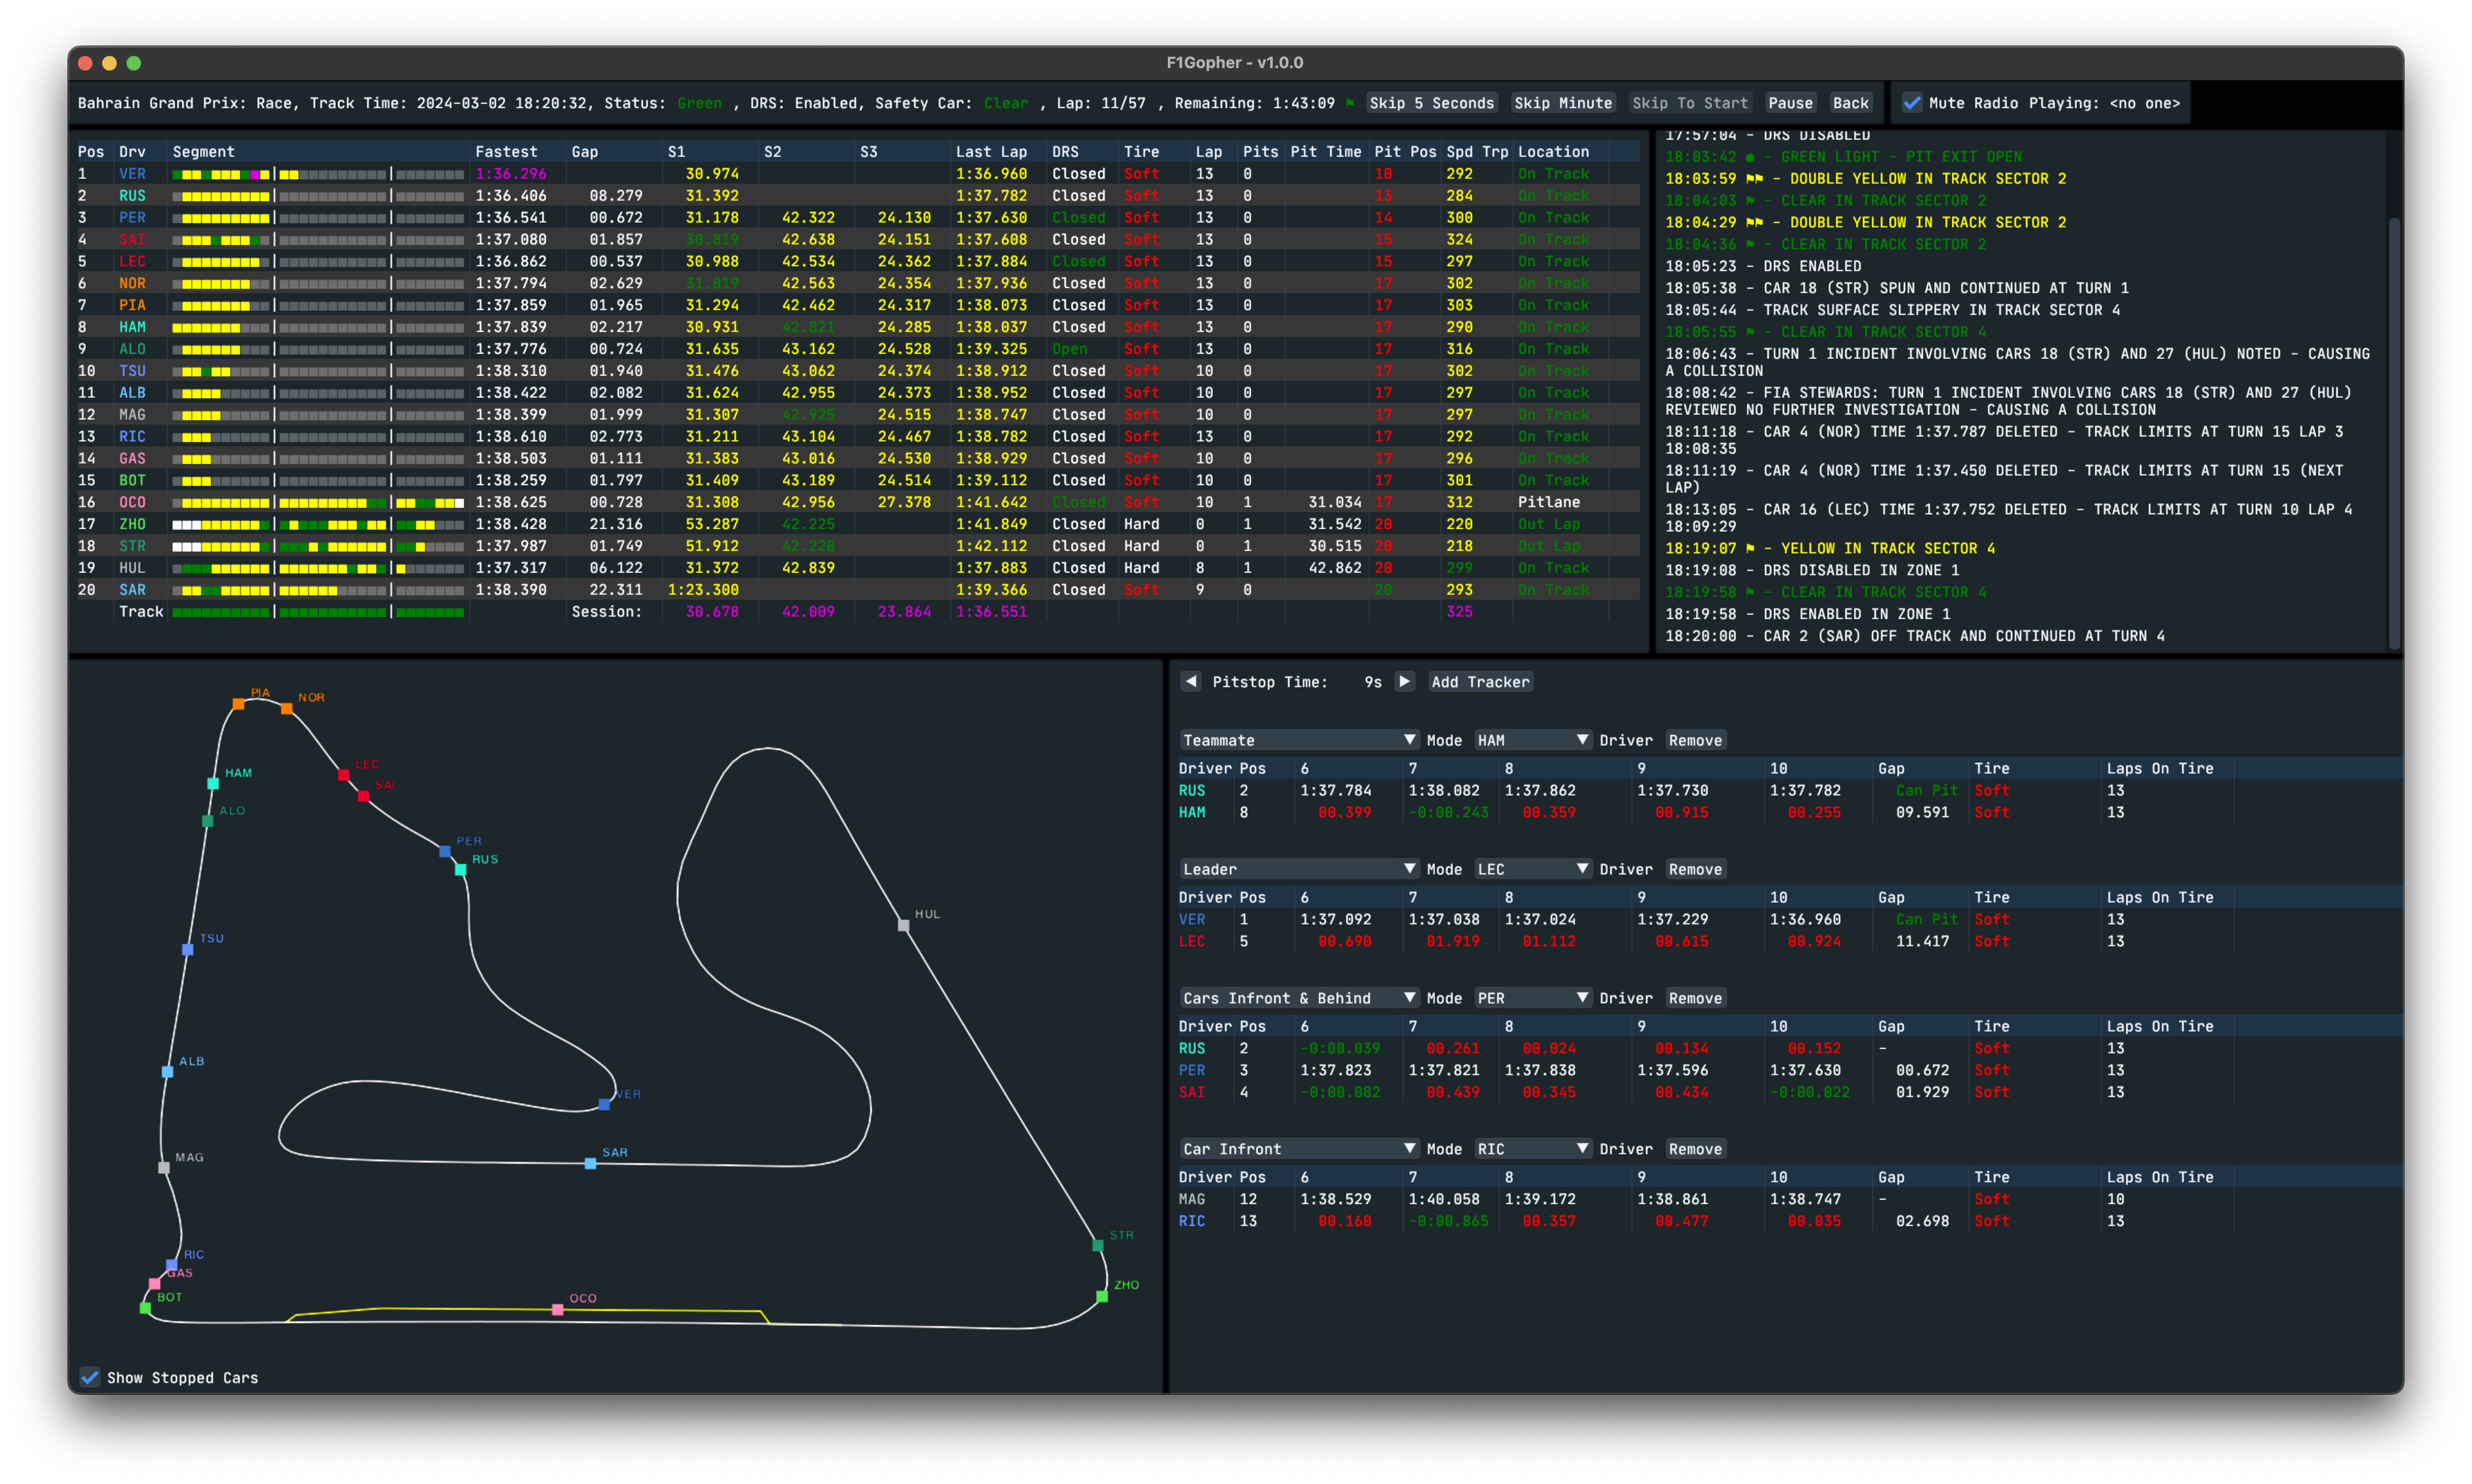 F1Gopher - v1.0.0
Bahrain Grand Prix: Race, Track Time: 2024-03-02 18:20:32, Status: Green , DRS: Enabled, Safety Car: Clear , Lap: 11/57 , Remaining: 1:43:09 Skip 5 Seconds Skip Minute Skip To Start Pause Back Mute Radio Playing: <no one>
Pos Drv Segment Fastest Gap S1 S2 S3 Last Lap DRS Tire Lap Pits Pit Time Pit Pos Spd Trp Location
1 VER 1:36.296 30.974 1:36.960 Closed Soft 13 0 10 292 On Track
2 RUS 1:36.406 08.279 31.392 1:37.782 Closed Soft 13 0 13 284 On Track
3 PER 1:36.541 00.672 31.178 42.322 24.130 1:37.630 Closed Soft 13 0 14 300 On Track
4 SAI 1:37.080 01.857 30.819 42.638 24.151 1:37.608 Closed Soft 13 0 15 324 On Track
5 LEC 1:36.862 00.537 30.988 42.534 24.362 1:37.884 Closed Soft 13 0 15 297 On Track
6 NOR 1:37.794 02.629 31.019 42.563 24.354 1:37.936 Closed Soft 13 0 17 302 On Track
7 PIA 1:37.859 01.965 31.294 42.462 24.317 1:38.073 Closed Soft 13 0 17 303 On Track
8 HAM 1:37.839 02.217 30.931 42.821 24.285 1:38.037 Closed Soft 13 0 17 290 On Track
9 ALO 1:37.776 00.724 31.635 43.162 24.528 1:39.325 Open Soft 13 0 17 316 On Track
10 TSU 1:38.310 01.940 31.476 43.062 24.374 1:38.912 Closed Soft 10 0 17 302 On Track
11 ALB 1:38.422 02.082 31.624 42.955 24.373 1:38.952 Closed Soft 10 0 17 297 On Track
12 MAG 1:38.399 01.999 31.307 42.925 24.515 1:38.747 Closed Soft 10 0 17 297 On Track
13 RIC 1:38.610 02.773 31.211 43.104 24.467 1:38.782 Closed Soft 13 0 17 292 On Track
14 GAS 1:38.503 01.111 31.383 43.016 24.530 1:38.929 Closed Soft 10 0 17 296 On Track
15 BOT 1:38.259 01.797 31.409 43.189 24.514 1:39.112 Closed Soft 10 0 17 301 On Track
16 OCO 1:38.625 00.728 31.308 42.956 27.378 1:41.642 Closed Soft 10 1 31.034 17 312 Pitlane
17 ZHO 1:38.428 21.316 53.287 42.225 1:41.849 Closed Hard 0 1 31.542 20 220 Out Lap
18 STR 1:37.987 01.749 51.912 42.220 1:42.112 Closed Hard 0 1 30.515 20 218 Out Lap
19 HUL 1:37.317 06.122 31.372 42.839 1:37.883 Closed Hard 8 1 42.862 20 299 On Track
20 SAR 1:38.390 22.311 1:23.300 1:39.366 Closed Soft 9 0 20 293 On Track
Track Session: 30.678 42.009 23.864 1:36.551 325
17:57:04 - DRS DISABLED
18:03:42 ● - GREEN LIGHT - PIT EXIT OPEN
18:03:59 - DOUBLE YELLOW IN TRACK SECTOR 2
18:04:03 - CLEAR IN TRACK SECTOR 2
18:04:29 - DOUBLE YELLOW IN TRACK SECTOR 2
18:04:36 - CLEAR IN TRACK SECTOR 2
18:05:23 - DRS ENABLED
18:05:38 - CAR 18 (STR) SPUN AND CONTINUED AT TURN 1
18:05:44 - TRACK SURFACE SLIPPERY IN TRACK SECTOR 4
18:05:55 - CLEAR IN TRACK SECTOR 4
18:06:43 - TURN 1 INCIDENT INVOLVING CARS 18 (STR) AND 27 (HUL) NOTED - CAUSING
A COLLISION
18:08:42 - FIA STEWARDS: TURN 1 INCIDENT INVOLVING CARS 18 (STR) AND 27 (HUL)
REVIEWED NO FURTHER INVESTIGATION - CAUSING A COLLISION
18:11:18 - CAR 4 (NOR) TIME 1:37.787 DELETED - TRACK LIMITS AT TURN 15 LAP 3
18:08:35
18:11:19 - CAR 4 (NOR) TIME 1:37.450 DELETED - TRACK LIMITS AT TURN 15 (NEXT
LAP)
18:13:05 - CAR 16 (LEC) TIME 1:37.752 DELETED - TRACK LIMITS AT TURN 10 LAP 4
18:09:29
18:19:07 - YELLOW IN TRACK SECTOR 4
18:19:08 - DRS DISABLED IN ZONE 1
18:19:58 - CLEAR IN TRACK SECTOR 4
18:19:58 - DRS ENABLED IN ZONE 1
18:20:00 - CAR 2 (SAR) OFF TRACK AND CONTINUED AT TURN 4
PIA
NOR
LEC
HAM
SAI
ALO
PER
RUS
HUL
TSU
ALB
VER
SAR
MAG
STR
RIC
GAS
ZHO
BOT
OCO
Show Stopped Cars
Pitstop Time: 9s Add Tracker
Teammate Mode HAM Driver Remove
Driver Pos 6 7 8 9 10 Gap Tire Laps On Tire
RUS 2 1:37.784 1:38.082 1:37.862 1:37.730 1:37.782 Can Pit Soft 13
HAM 8 00.399 -0:00.243 00.359 00.915 00.255 09.591 Soft 13
Leader Mode LEC Driver Remove
Driver Pos 6 7 8 9 10 Gap Tire Laps On Tire
VER 1 1:37.092 1:37.038 1:37.024 1:37.229 1:36.960 Can Pit Soft 13
LEC 5 00.690 01.919 01.112 00.615 00.924 11.417 Soft 13
Cars Infront & Behind Mode PER Driver Remove
Driver Pos 6 7 8 9 10 Gap Tire Laps On Tire
RUS 2 -0:00.039 00.261 00.024 00.134 00.152 - Soft 13
PER 3 1:37.823 1:37.821 1:37.838 1:37.596 1:37.630 00.672 Soft 13
SAI 4 -0:00.082 00.439 00.345 00.434 -0:00.022 01.929 Soft 13
Car Infront Mode RIC Driver Remove
Driver Pos 6 7 8 9 10 Gap Tire Laps On Tire
MAG 12 1:38.529 1:40.058 1:39.172 1:38.861 1:38.747 - Soft 10
RIC 13 00.160 -0:00.865 00.357 00.477 00.035 02.698 Soft 13